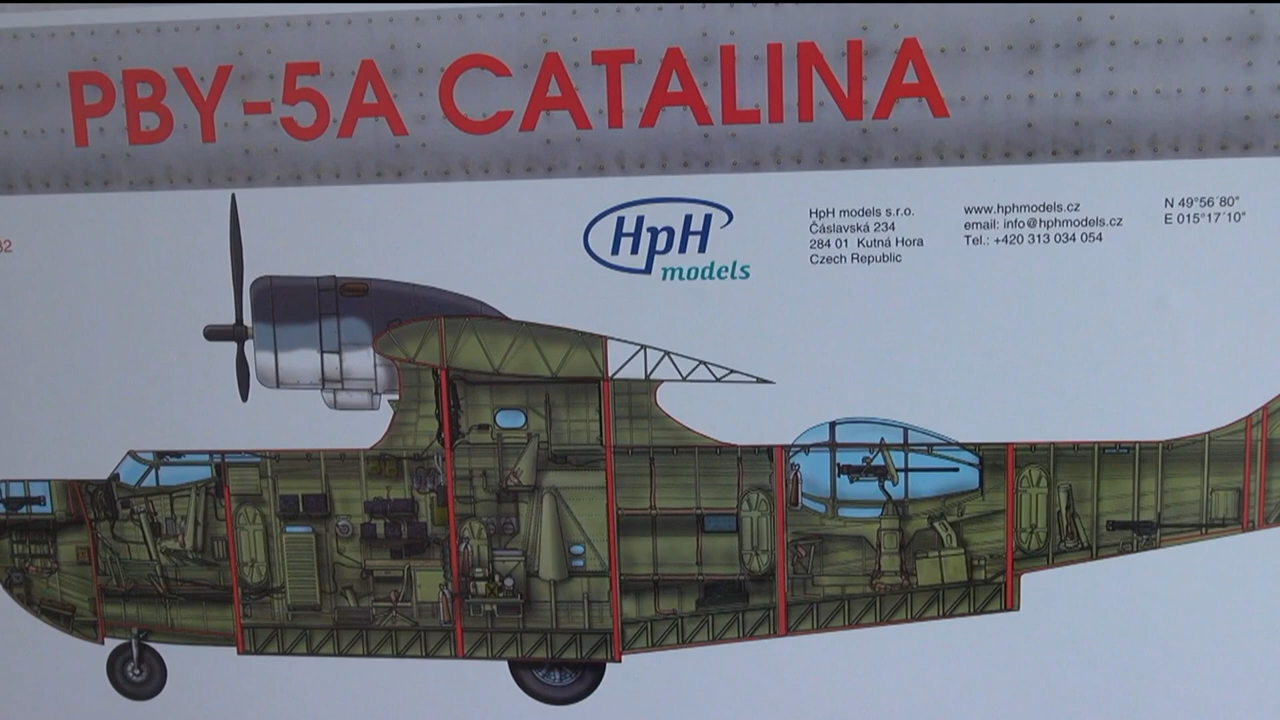 PBY-5A CATALINA
HpH
models
HpH models s.r.o.
Čáslavská 234
284 01 Kutná Hora
Czech Republic
www.hphmodels.cz
email: info@hphmodels.cz
Tel.: +420 313 034 054
N 49°56´80"
E 015°17´10"